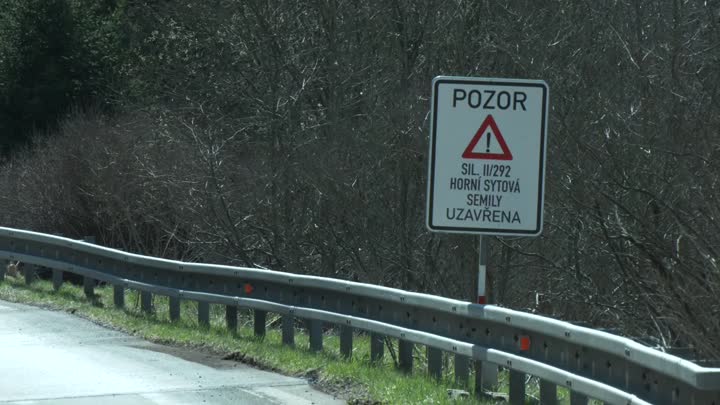 POZOR
!
SIL. II/292
HORNÍ SYTOVÁ
SEMILY
UZAVŘENA